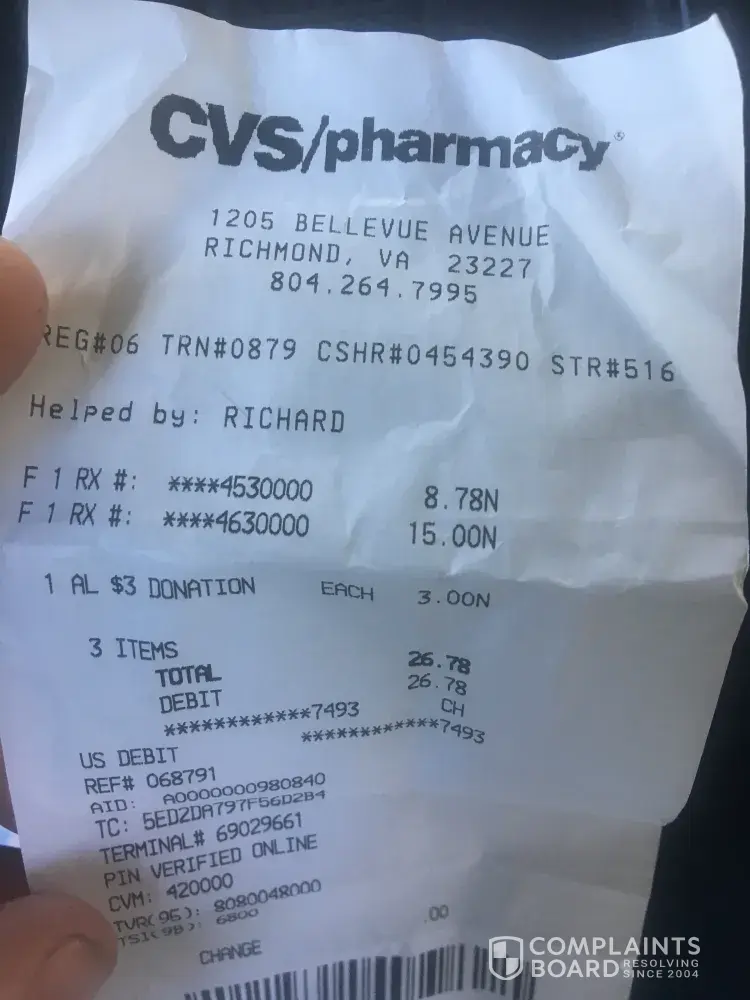 CVS/pharmacy®
1205 BELLEVUE AVENUE
RICHMOND, VA 23227
804.264.7995
REG#06 TRN#0879 CSHR#0454390 STR#516
Helped by: RICHARD
F 1 RX #: ****4530000 8.78N
F 1 RX #: ****4630000 15.00N
1 AL $3 DONATION EACH 3.00N
3 ITEMS
TOTAL 26.78
DEBIT 26.78
************7493 CH
************7493
US DEBIT
REF# 068791
AID: A0000000980840
TC: 5ED2DA797F56D2B4
TERMINAL# 69029661
PIN VERIFIED ONLINE
CVM: 420000
TVR(95): 8080048000
TSI(9B): 6800
CHANGE .00
COMPLAINTS
BOARD RESOLVING
SINCE 2004